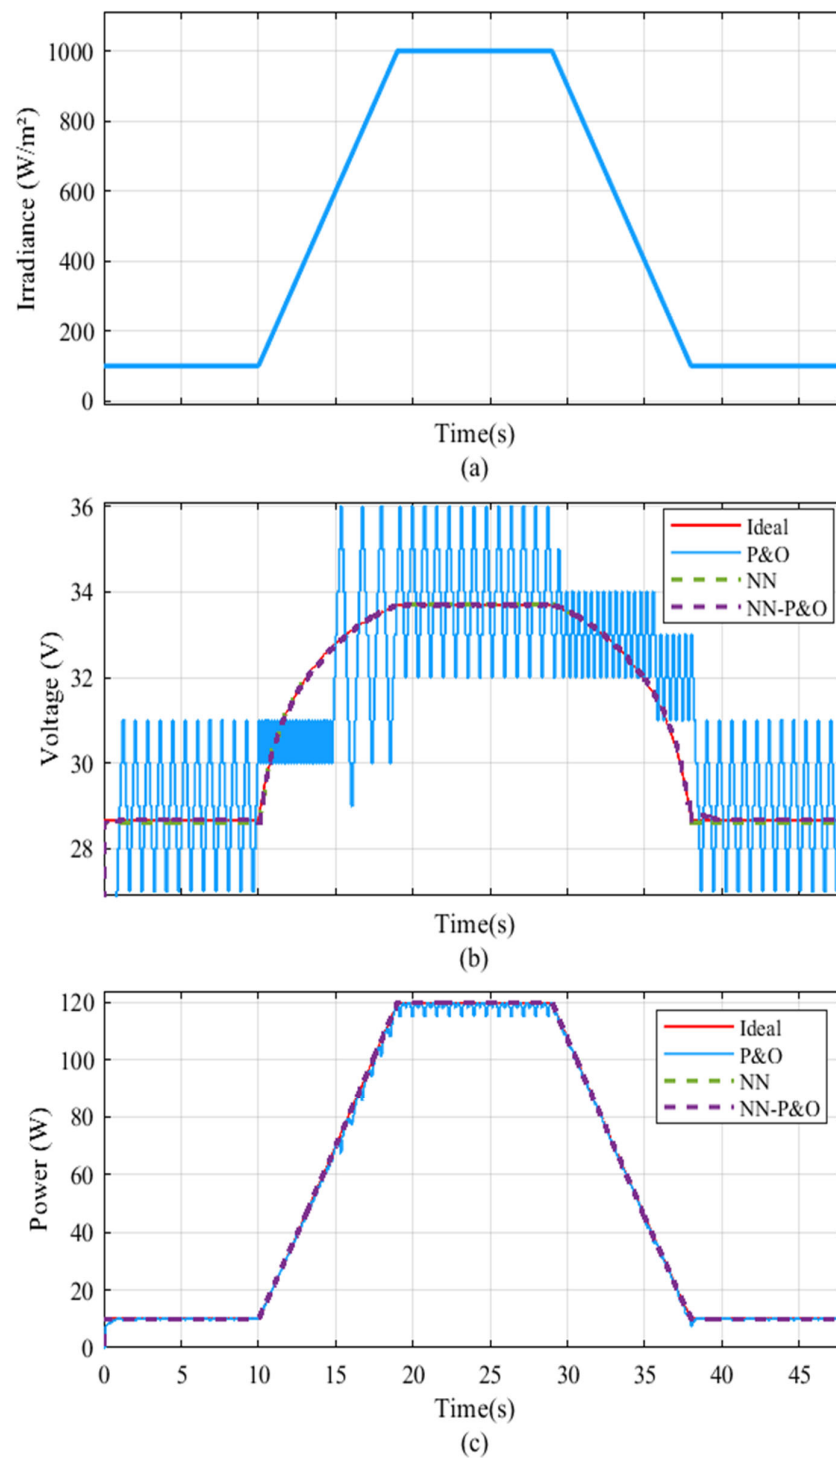 Irradiance (W/m²)
1000
800
600
400
200
0
Time(s)
(a)
Voltage (V)
36
34
32
30
28
Ideal
P&O
NN
NN-P&O
Time(s)
(b)
Power (W)
120
100
80
60
40
20
0
Ideal
P&O
NN
NN-P&O
0 5 10 15 20 25 30 35 40 45
Time(s)
(c)